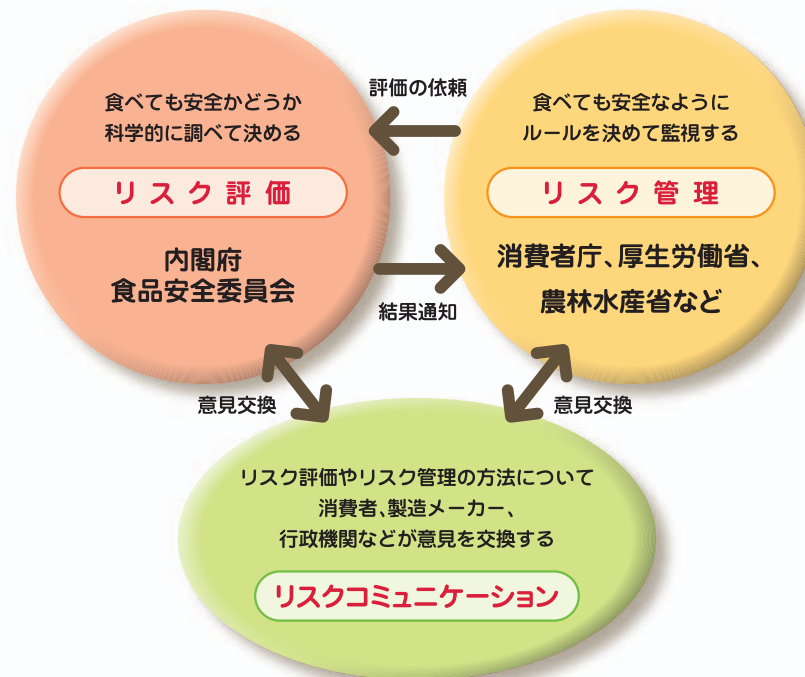 食べても安全かどうか
科学的に調べて決める
リスク評価
内閣府
食品安全委員会
評価の依頼
結果通知
食べても安全なように
ルールを決めて監視する
リスク管理
消費者庁、厚生労働省、
農林水産省など
意見交換
意見交換
リスク評価やリスク管理の方法について
消費者、製造メーカー、
行政機関などが意見を交換する
リスクコミュニケーション